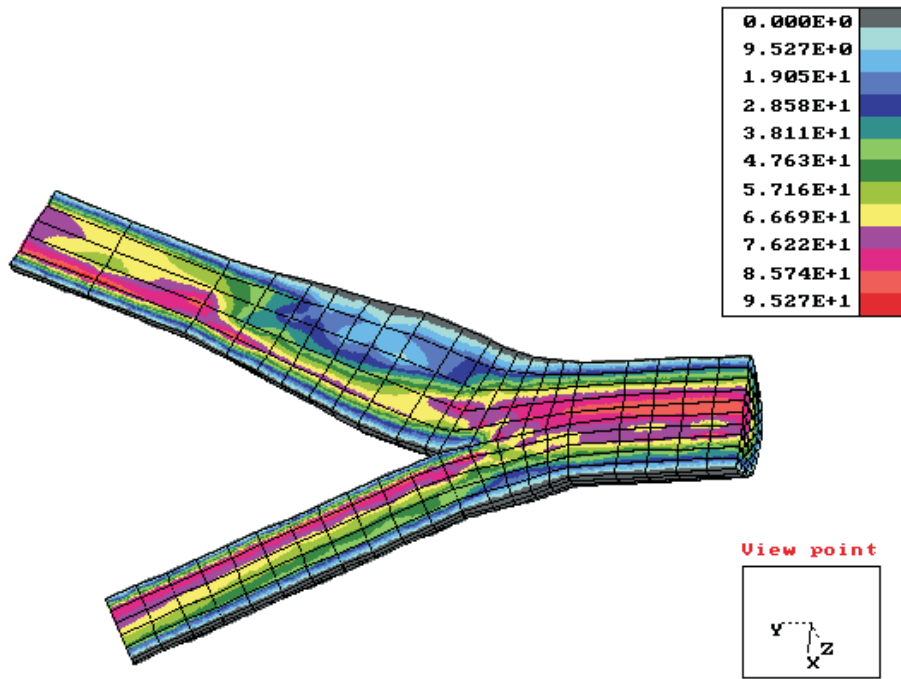 0.000E+0
9.527E+0
1.905E+1
2.858E+1
3.811E+1
4.763E+1
5.716E+1
6.669E+1
7.622E+1
8.574E+1
9.527E+1
View point
Y
Z
X